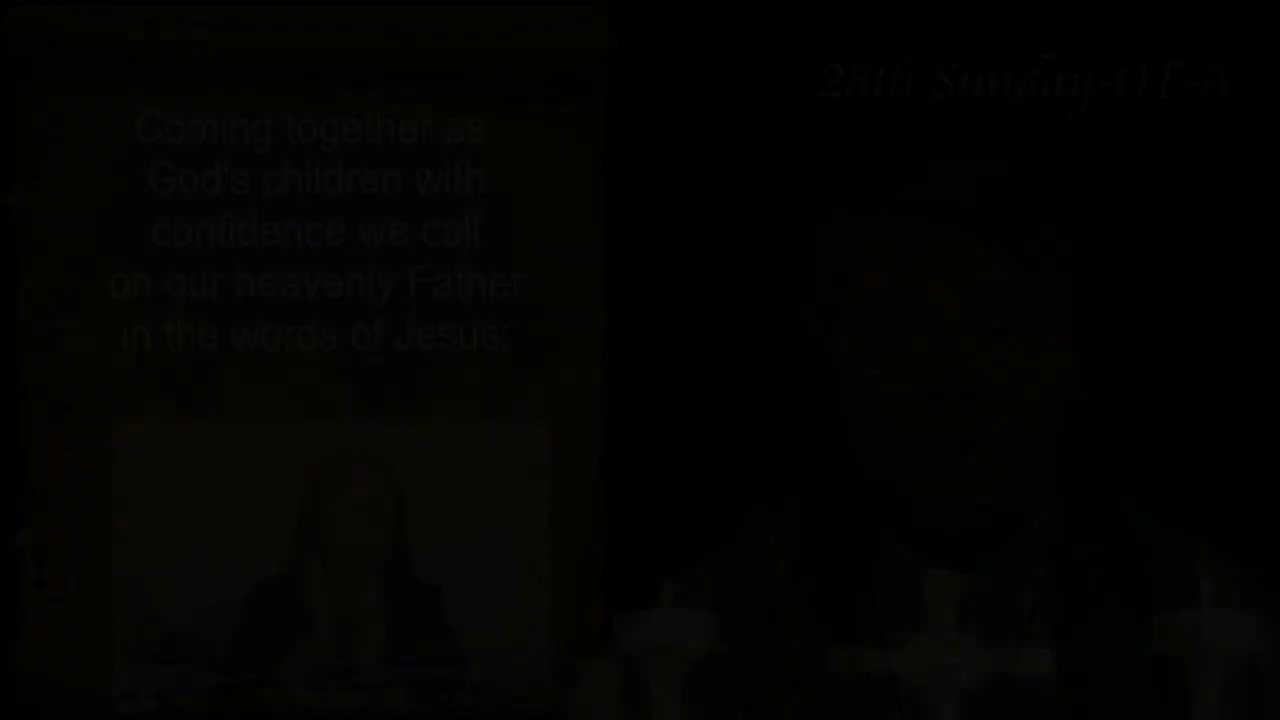 28th Sunday-OT-A
Coming together as
God's children with
confidence we call
on our heavenly Father
in the words of Jesus: